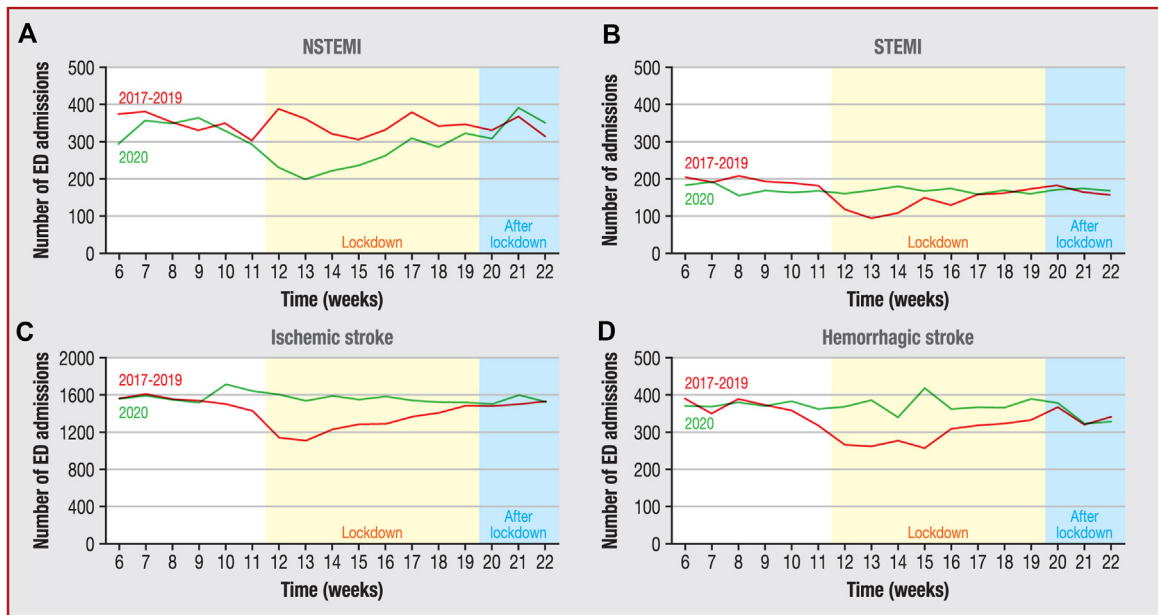 A
NSTEMI
Number of ED admissions
500
400
300
200
100
0
2017-2019
2020
Lockdown
After
lockdown
6 7 8 9 10 11 12 13 14 15 16 17 18 19 20 21 22
Time (weeks)
B
STEMI
Number of admissions
500
400
300
200
100
0
2017-2019
2020
Lockdown
After
lockdown
6 7 8 9 10 11 12 13 14 15 16 17 18 19 20 21 22
Time (weeks)
C
Ischemic stroke
Number of ED admissions
2000
1600
1200
800
400
0
2017-2019
2020
Lockdown
After
lockdown
6 7 8 9 10 11 12 13 14 15 16 17 18 19 20 21 22
Time (weeks)
D
Hemorrhagic stroke
Number of ED admissions
500
400
300
200
100
0
2017-2019
2020
Lockdown
After
lockdown
6 7 8 9 10 11 12 13 14 15 16 17 18 19 20 21 22
Time (weeks)